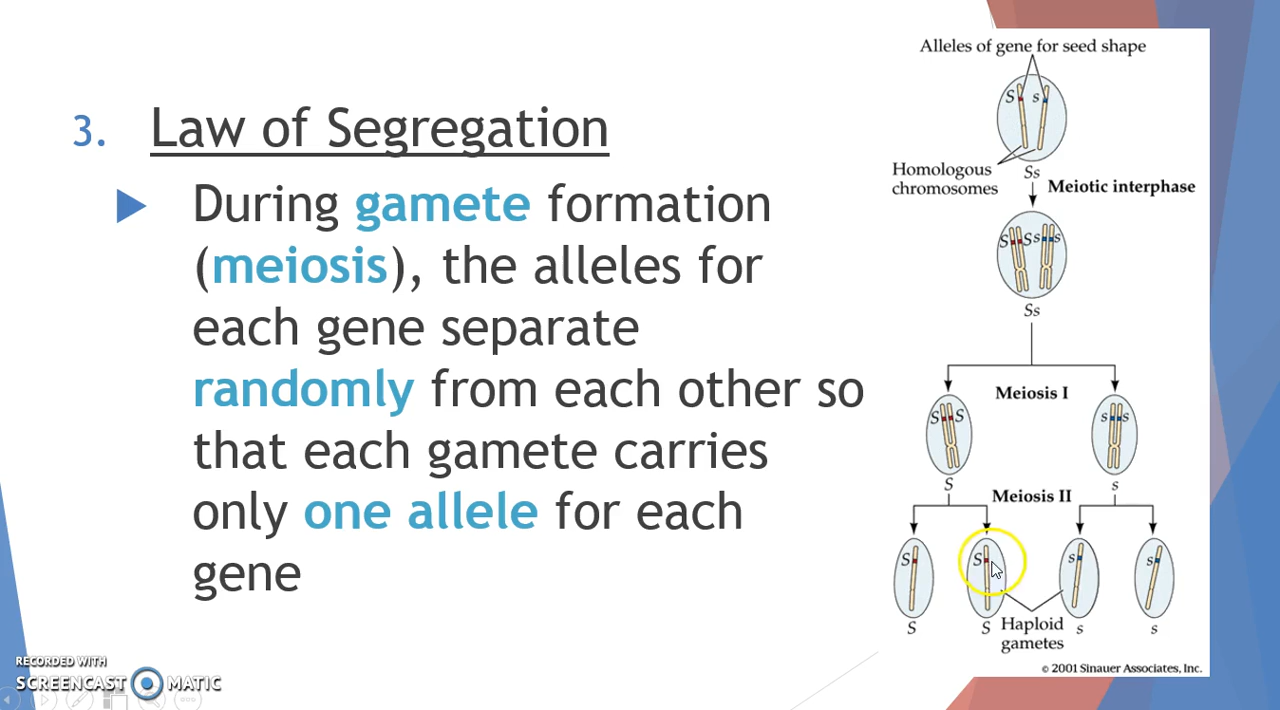 3. Law of Segregation
During gamete formation
(meiosis), the alleles for
each gene separate
randomly from each other so
that each gamete carries
only one allele for each
gene
Alleles of gene for seed shape
S s
Homologous
chromosomes
Ss
Meiotic interphase
S S s s
Ss
Meiosis I
S S s s
S s
Meiosis II
S S s s
S S Haploid
gametes s s
© 2001 Sinauer Associates, Inc.
RECORDED WITH
SCREENCAST MATIC